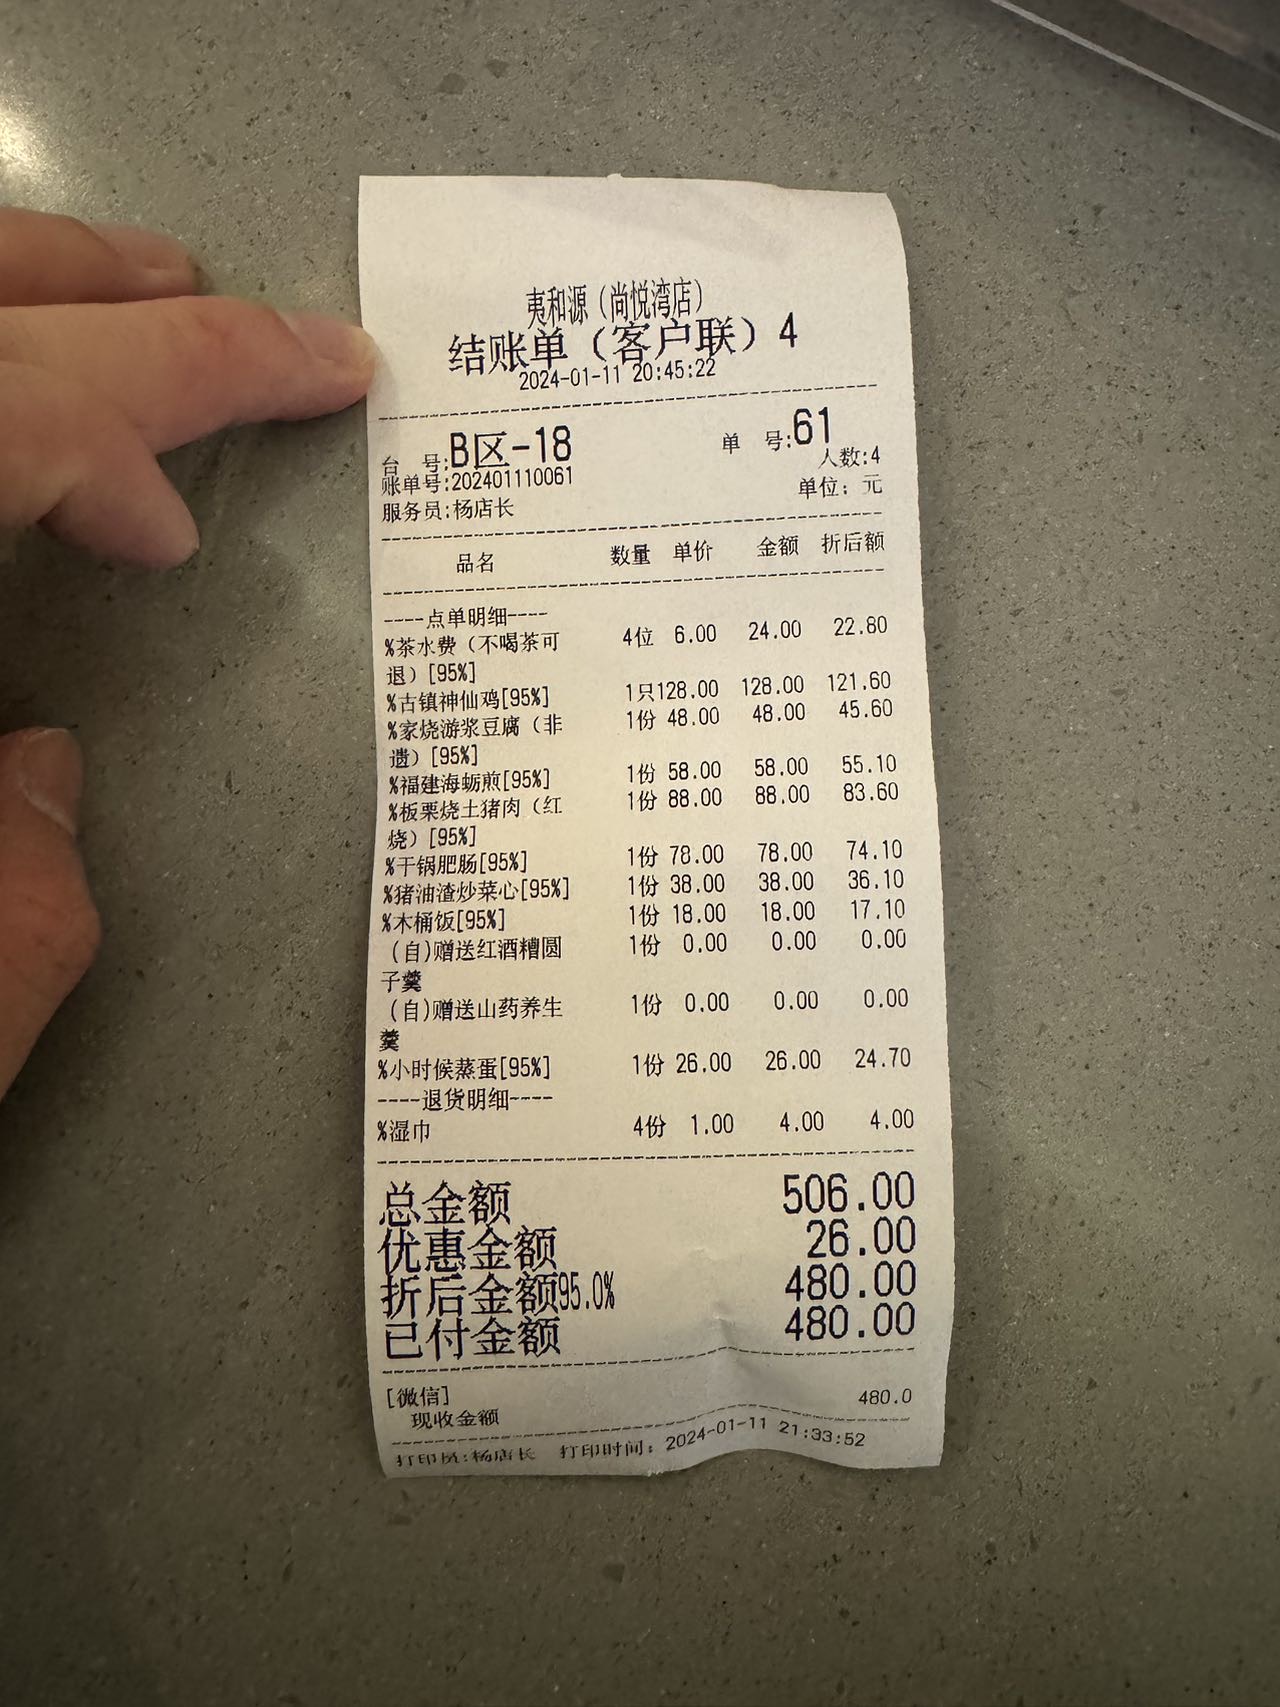 夷和源（尚悦湾店）
结账单（客户联）4
2024-01-11 20:45:22
台 号:B区-18 单 号:61
账单号:202401110061 人数:4
服务员:杨店长 单位：元
品名 数量 单价 金额 折后额
----点单明细----
%茶水费（不喝茶可 4位 6.00 24.00 22.80
退）[95%]
%古镇神仙鸡[95%] 1只128.00 128.00 121.60
%家烧游浆豆腐（非 1份 48.00 48.00 45.60
遗）[95%]
%福建海蛎煎[95%] 1份 58.00 58.00 55.10
%板栗烧土猪肉（红 1份 88.00 88.00 83.60
烧）[95%]
%干锅肥肠[95%] 1份 78.00 78.00 74.10
%猪油渣炒菜心[95%] 1份 38.00 38.00 36.10
%木桶饭[95%] 1份 18.00 18.00 17.10
(自)赠送红酒糟圆 1份 0.00 0.00 0.00
子羹
(自)赠送山药养生 1份 0.00 0.00 0.00
羹
%小时候蒸蛋[95%] 1份 26.00 26.00 24.70
----退货明细----
%湿巾 4份 1.00 4.00 4.00
总金额 506.00
优惠金额 26.00
折后金额95.0% 480.00
已付金额 480.00
[微信] 480.0
现收金额
打印员:杨店长 打印时间：2024-01-11 21:33:52